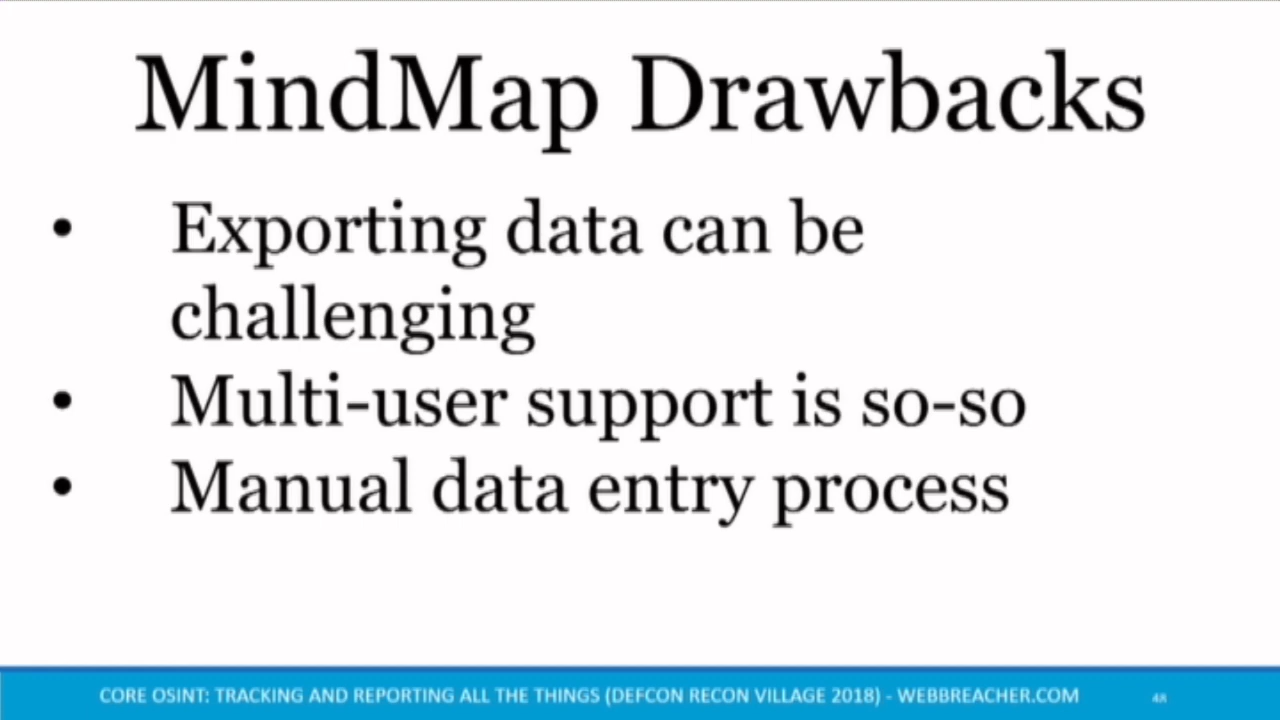 MindMap Drawbacks
• Exporting data can be
challenging
• Multi-user support is so-so
• Manual data entry process
CORE OSINT: TRACKING AND REPORTING ALL THE THINGS (DEFCON RECON VILLAGE 2018) - WEBBREACHER.COM 48